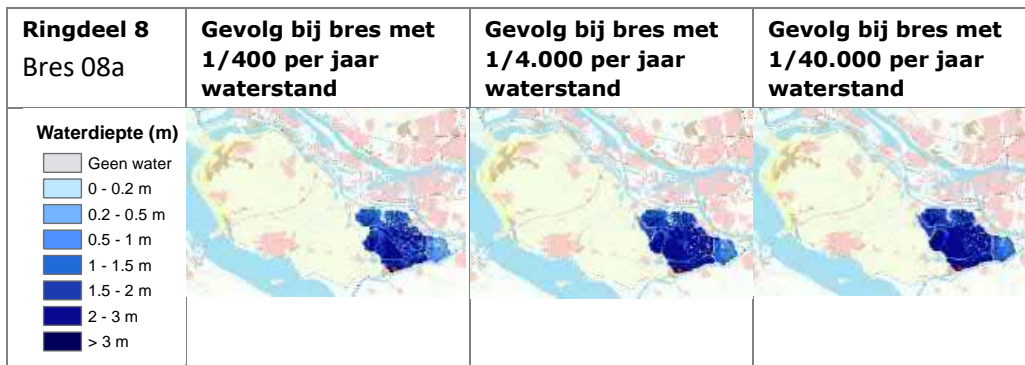 Ringdeel 8
Bres 08a
Gevolg bij bres met
1/400 per jaar
waterstand
Gevolg bij bres met
1/4.000 per jaar
waterstand
Gevolg bij bres met
1/40.000 per jaar
waterstand
Waterdiepte (m)
Geen water
0 - 0.2 m
0.2 - 0.5 m
0.5 - 1 m
1 - 1.5 m
1.5 - 2 m
2 - 3 m
> 3 m